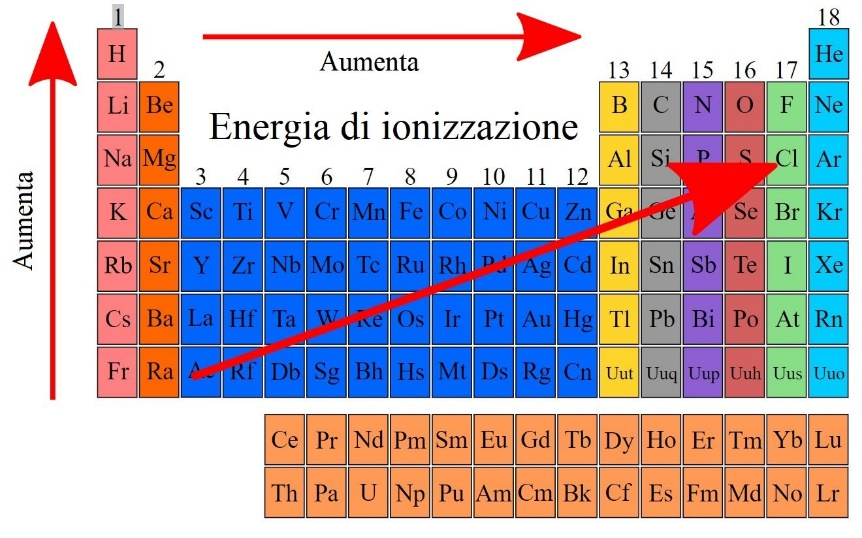 1 18
H Aumenta He
2 13 14 15 16 17
Li Be Energia di ionizzazione B C N O F Ne
Na Mg Al Si P S Cl Ar
3 4 5 6 7 8 9 10 11 12
Aumenta
K Ca Sc Ti V Cr Mn Fe Co Ni Cu Zn Ga Ge Se Br Kr
Rb Sr Y Zr Nb Mo Tc Ru Rh Pd Ag Cd In Sn Sb Te I Xe
Cs Ba La Hf Ta W Re Os Ir Pt Au Hg Tl Pb Bi Po At Rn
Fr Ra Ac Rf Db Sg Bh Hs Mt Ds Rg Cn Uut Uuq Uup Uuh Uus Uuo
Ce Pr Nd Pm Sm Eu Gd Tb Dy Ho Er Tm Yb Lu
Th Pa U Np Pu Am Cm Bk Cf Es Fm Md No Lr